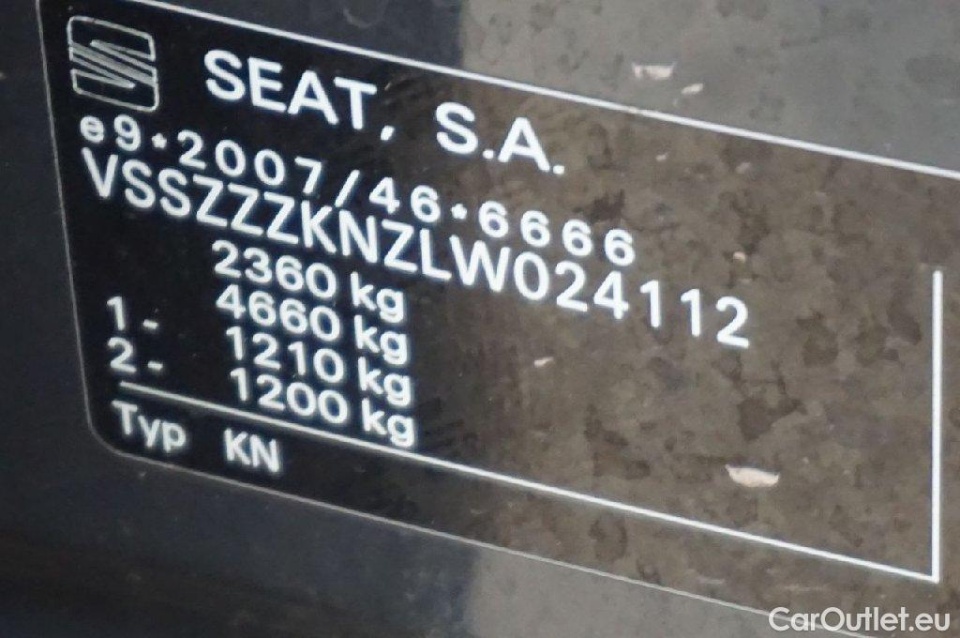 SEAT, S.A.
e9*2007/46*6666
VSSZZZKNZLW024112
2360 kg
4660 kg
1- 1210 kg
2- 1200 kg
Typ KN
CarOutlet.eu